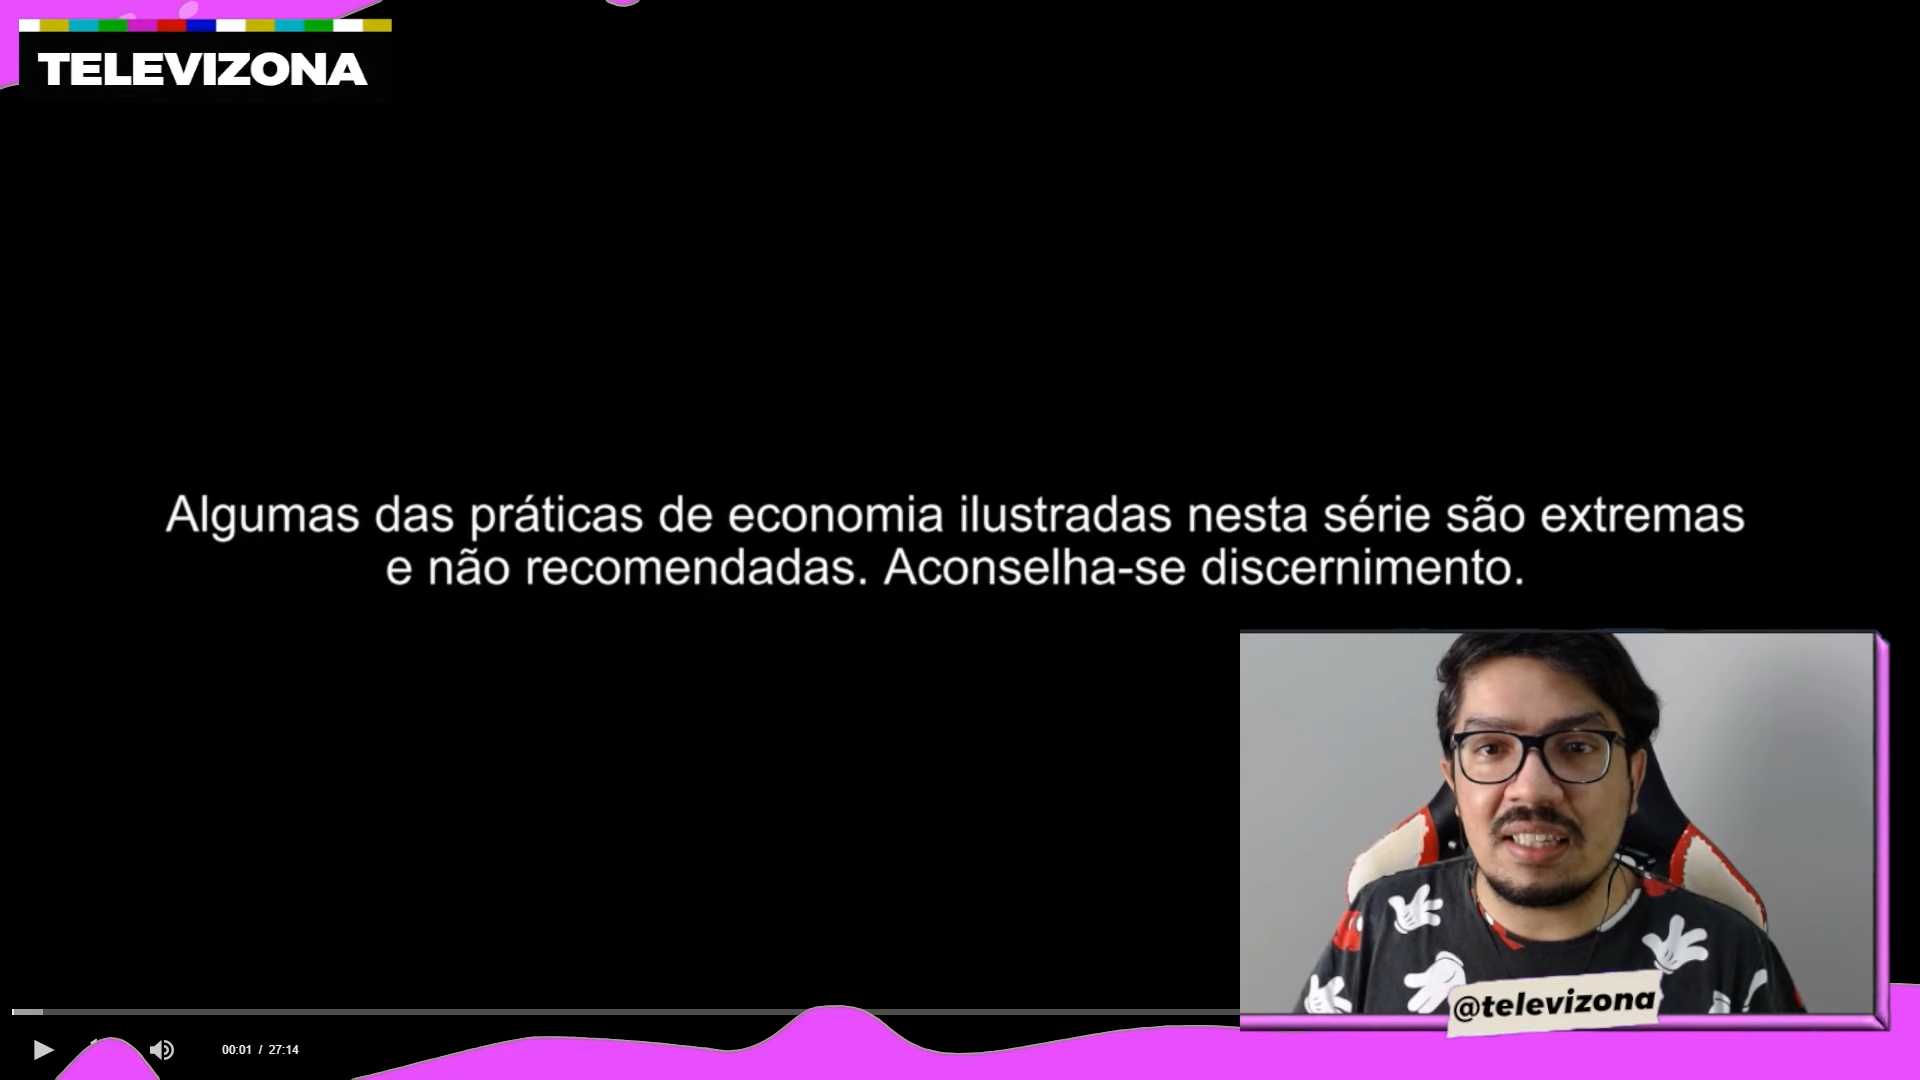 TELEVIZONA
Algumas das práticas de economia ilustradas nesta série são extremas
e não recomendadas. Aconselha-se discernimento.
@televizona
00:01 / 27:14